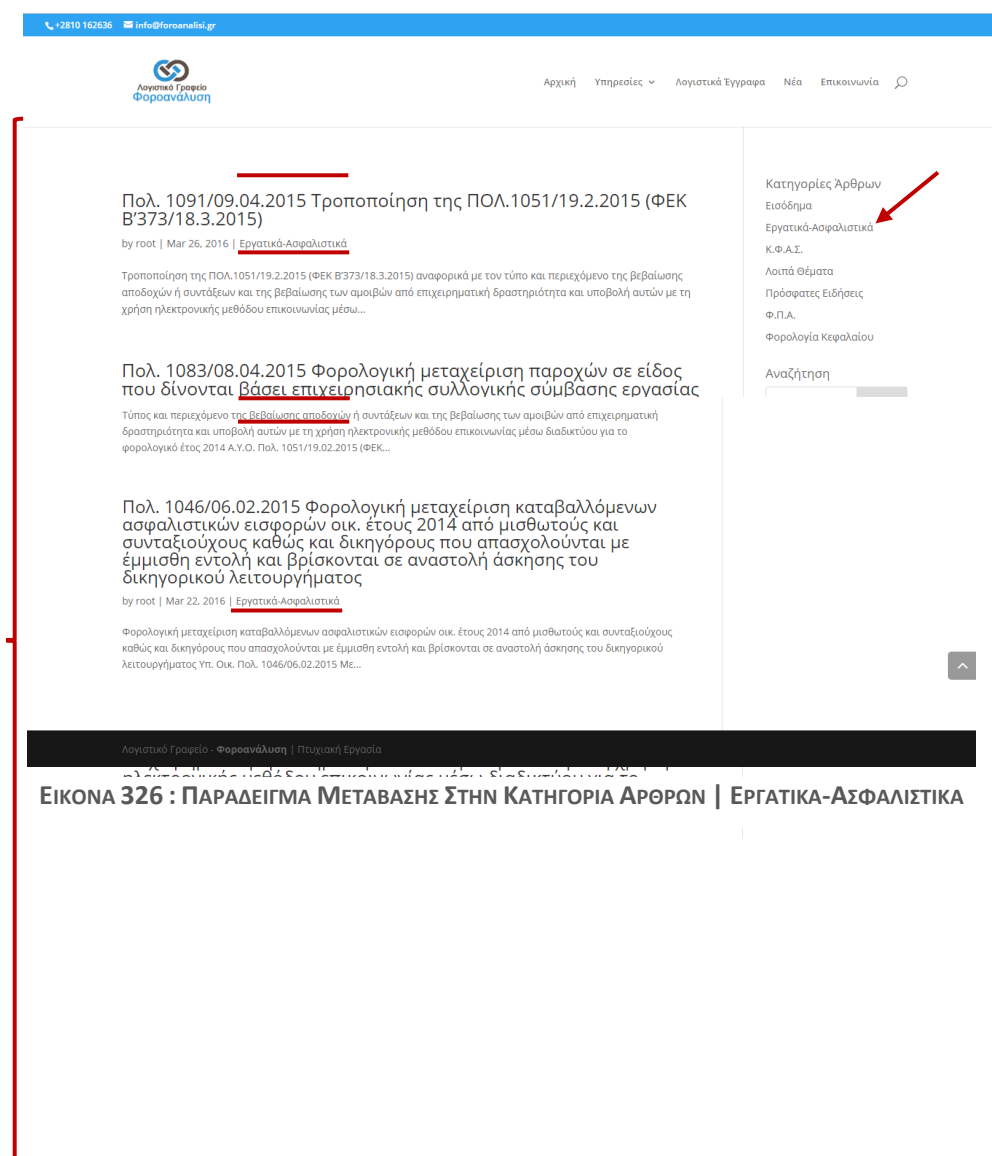 +2810 162636 info@foroanalisi.gr
Λογιστικό Γραφείο
Φοροανάλυση
Αρχική Υπηρεσίες Λογιστικά Έγγραφα Νέα Επικοινωνία
Πολ. 1091/09.04.2015 Τροποποίηση της ΠΟΛ.1051/19.2.2015 (ΦΕΚ
Β’373/18.3.2015)
by root | Mar 26, 2016 | Εργατικά-Ασφαλιστικά
Τροποποίηση της ΠΟΛ.1051/19.2.2015 (ΦΕΚ Β’373/18.3.2015) αναφορικά με τον τύπο και περιεχόμενο της βεβαίωσης
αποδοχών ή συντάξεων και της βεβαίωσης των αμοιβών από επιχειρηματική δραστηριότητα και υποβολή αυτών με τη
χρήση ηλεκτρονικής μεθόδου επικοινωνίας μέσω...
Πολ. 1083/08.04.2015 Φορολογική μεταχείριση παροχών σε είδος
που δίνονται βάσει επιχειρησιακής συλλογικής σύμβασης εργασίας
Τύπος και περιεχόμενο της βεβαίωσης αποδοχών ή συντάξεων και της βεβαίωσης των αμοιβών από επιχειρηματική
δραστηριότητα και υποβολή αυτών με τη χρήση ηλεκτρονικής μεθόδου επικοινωνίας μέσω διαδικτύου για το
φορολογικό έτος 2014 Α.Υ.Ο. Πολ. 1051/19.02.2015 (ΦΕΚ...
Πολ. 1046/06.02.2015 Φορολογική μεταχείριση καταβαλλόμενων
ασφαλιστικών εισφορών οικ. έτους 2014 από μισθωτούς και
συνταξιούχους καθώς και δικηγόρους που απασχολούνται με
έμμισθη εντολή και βρίσκονται σε αναστολή άσκησης του
δικηγορικού λειτουργήματος
by root | Mar 22, 2016 | Εργατικά-Ασφαλιστικά
Φορολογική μεταχείριση καταβαλλόμενων ασφαλιστικών εισφορών οικ. έτους 2014 από μισθωτούς και συνταξιούχους
καθώς και δικηγόρους που απασχολούνται με έμμισθη εντολή και βρίσκονται σε αναστολή άσκησης του δικηγορικού
λειτουργήματος Υπ. Οικ. Πολ. 1046/06.02.2015 Με...
Κατηγορίες Άρθρων
Εισόδημα
Εργατικά-Ασφαλιστικά
Κ.Φ.Α.Σ.
Λοιπά Θέματα
Πρόσφατες Ειδήσεις
Φ.Π.Α.
Φορολογία Κεφαλαίου
Αναζήτηση
Λογιστικό Γραφείο - Φοροανάλυση | Πτυχιακή Εργασία
ηλεκτρονικής μεθόδου επικοινωνίας μέσω διαδικτύου για το
ΕΙΚΟΝΑ 326 : ΠΑΡΑΔΕΙΓΜΑ ΜΕΤΑΒΑΣΗΣ ΣΤΗΝ ΚΑΤΗΓΟΡΙΑ ΑΡΘΡΩΝ | ΕΡΓΑΤΙΚΑ-ΑΣΦΑΛΙΣΤΙΚΑ